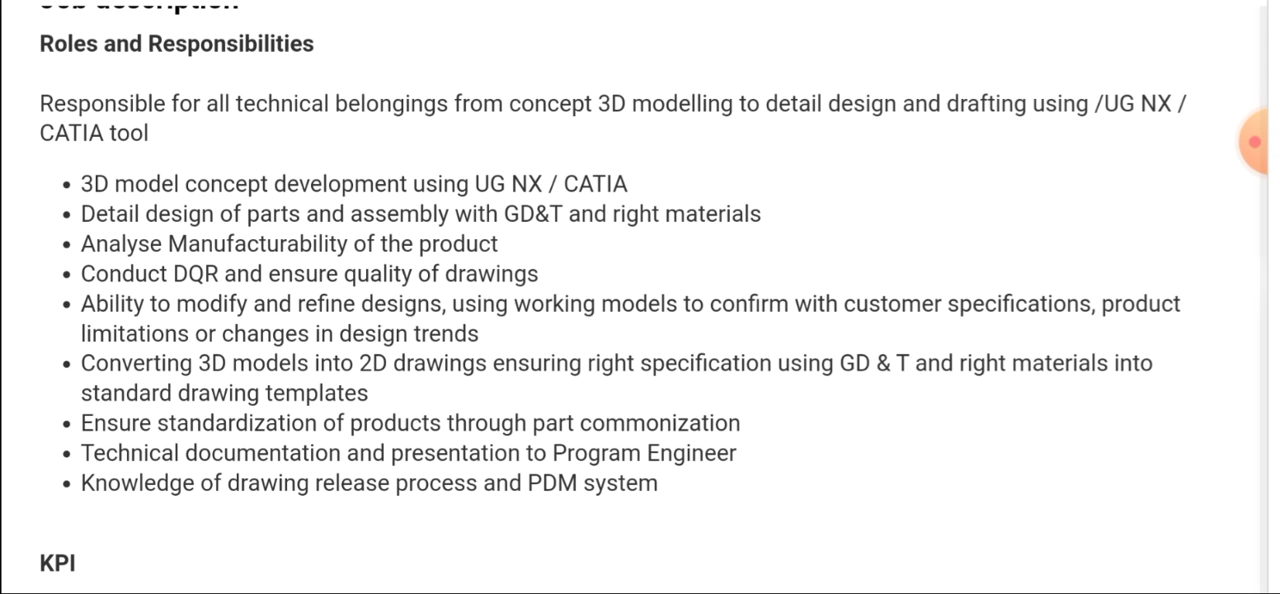 Job description
Roles and Responsibilities
Responsible for all technical belongings from concept 3D modelling to detail design and drafting using /UG NX /
CATIA tool
• 3D model concept development using UG NX / CATIA
• Detail design of parts and assembly with GD&T and right materials
• Analyse Manufacturability of the product
• Conduct DQR and ensure quality of drawings
• Ability to modify and refine designs, using working models to confirm with customer specifications, product
limitations or changes in design trends
• Converting 3D models into 2D drawings ensuring right specification using GD & T and right materials into
standard drawing templates
• Ensure standardization of products through part commonization
• Technical documentation and presentation to Program Engineer
• Knowledge of drawing release process and PDM system
KPI